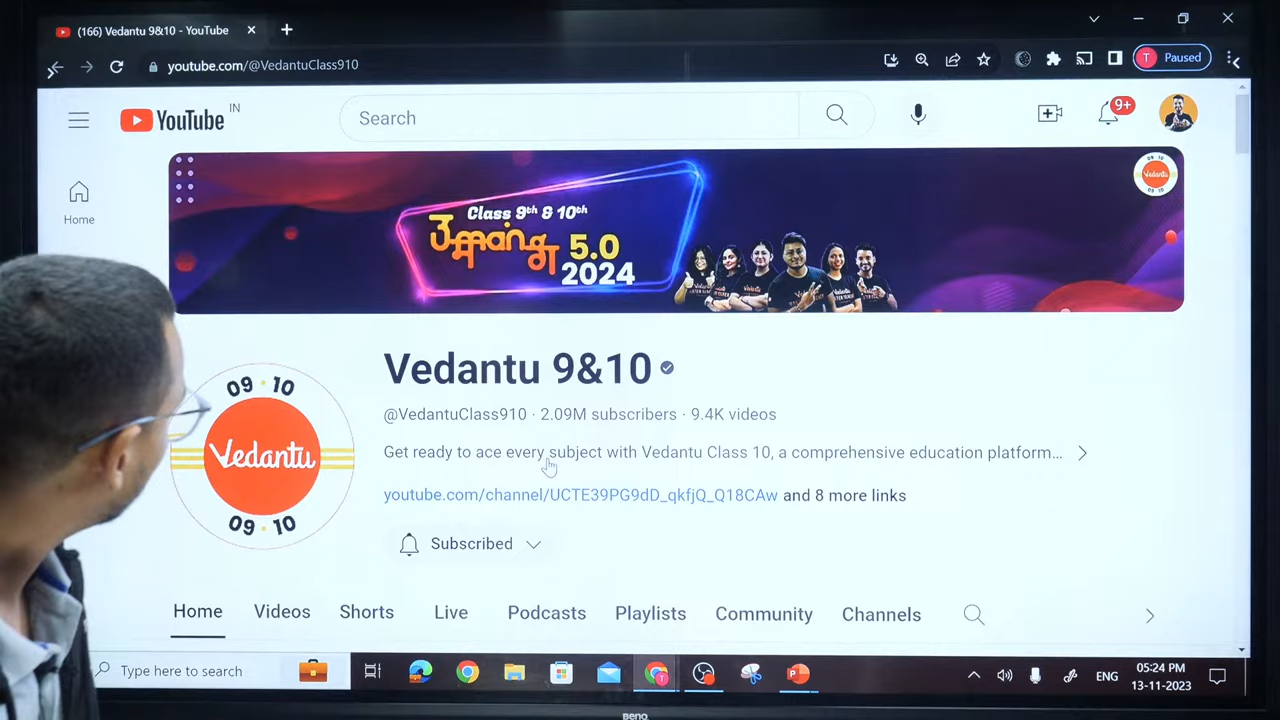 (166) Vedantu 9&10 - YouTube
youtube.com/@VedantuClass910
T Paused
YouTube IN
Search
9+
Home
Class 9th & 10th
उमंग 5.0
2024
Vedantu 9&10
@VedantuClass910 · 2.09M subscribers · 9.4K videos
Get ready to ace every subject with Vedantu Class 10, a comprehensive education platform...
youtube.com/channel/UCTE39PG9dD_qkfjQ_Q18CAw and 8 more links
Subscribed
09 · 10
Vedantu
09 · 10
Home Videos Shorts Live Podcasts Playlists Community Channels
Type here to search
ENG
05:24 PM
13-11-2023
BenQ